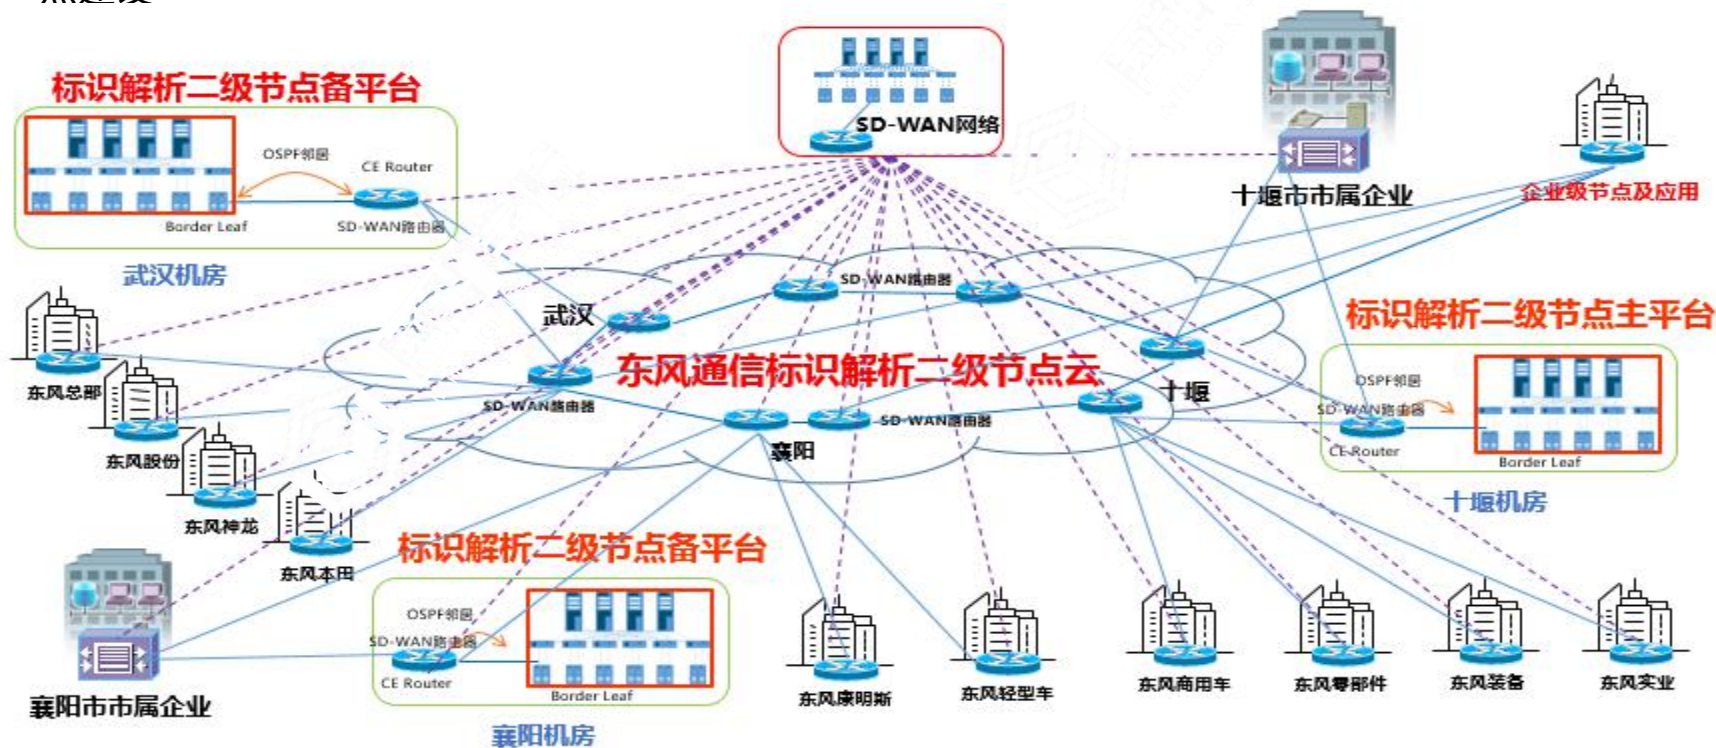 SD-WAN网络
标识解析二级节点备平台
OSPF邻居
CE Router
Border Leaf
SD-WAN路由器
武汉机房
十堰市市属企业
企业级节点及应用
SD-WAN路由器
武汉
标识解析二级节点主平台
东风通信标识解析二级节点云
十堰
OSPF邻居
SD-WAN路由器
CE Router
Border Leaf
十堰机房
东风总部
SD-WAN路由器
SD-WAN路由器
襄阳
东风股份
东风神龙
东风本田
标识解析二级节点备平台
OSPF邻居
SD-WAN路由器
CE Router
Border Leaf
襄阳机房
襄阳市市属企业
东风康明斯
东风轻型车
东风商用车
东风零部件
东风装备
东风实业